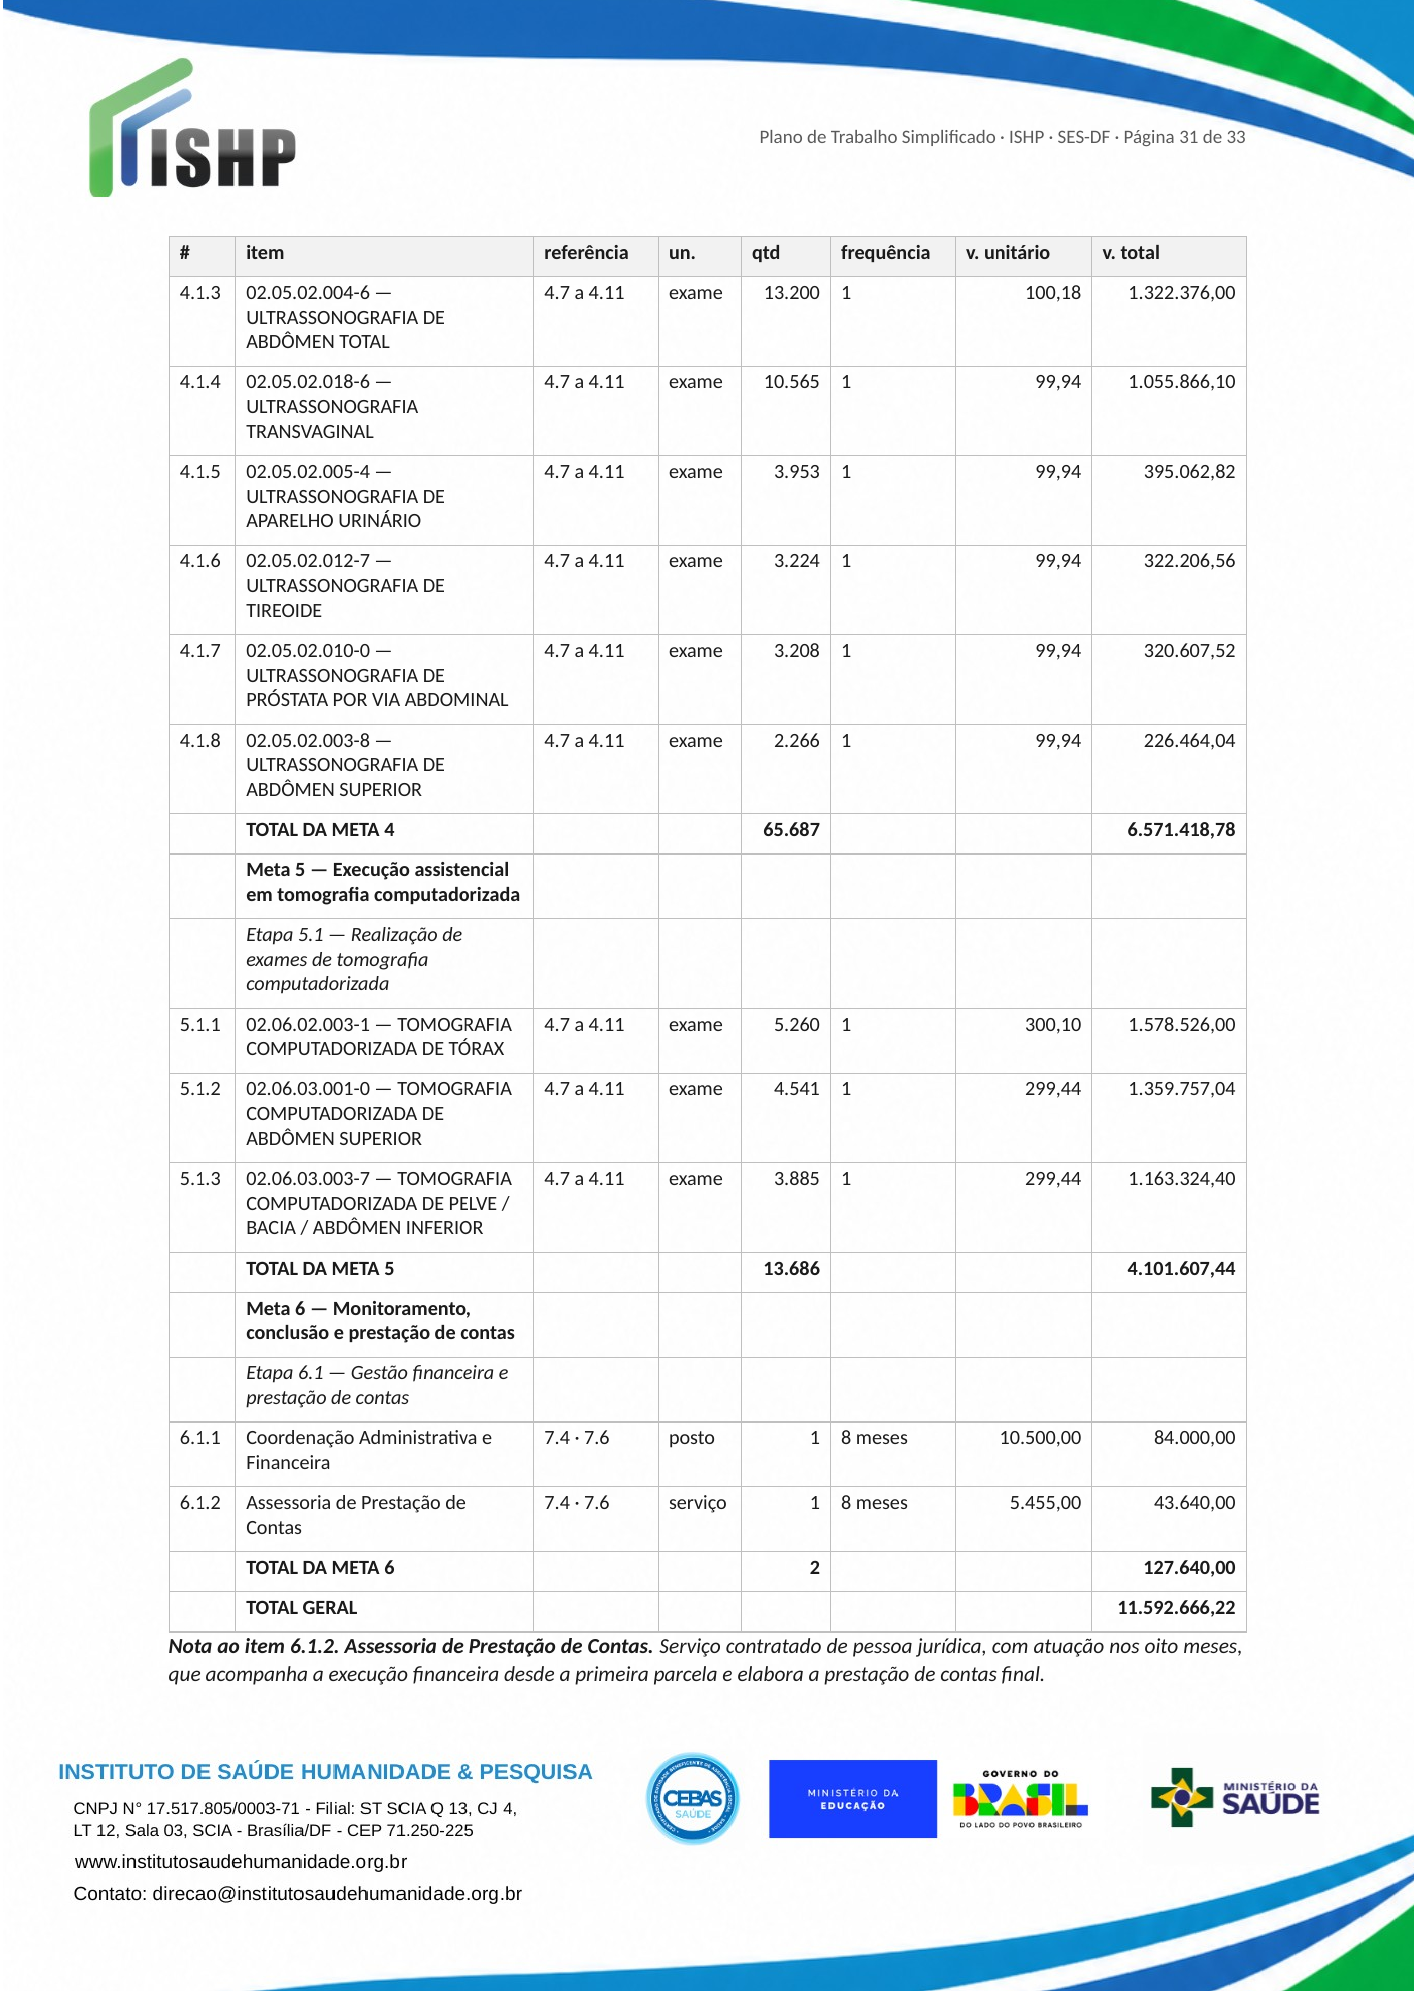 ISHP
Plano de Trabalho Simplificado · ISHP · SES-DF · Página 31 de 33
# item referência un. qtd frequência v. unitário v. total
4.1.3 02.05.02.004-6 — 4.7 a 4.11 exame 13.200 1 100,18 1.322.376,00
ULTRASSONOGRAFIA DE
ABDÔMEN TOTAL
4.1.4 02.05.02.018-6 — 4.7 a 4.11 exame 10.565 1 99,94 1.055.866,10
ULTRASSONOGRAFIA
TRANSVAGINAL
4.1.5 02.05.02.005-4 — 4.7 a 4.11 exame 3.953 1 99,94 395.062,82
ULTRASSONOGRAFIA DE
APARELHO URINÁRIO
4.1.6 02.05.02.012-7 — 4.7 a 4.11 exame 3.224 1 99,94 322.206,56
ULTRASSONOGRAFIA DE
TIREOIDE
4.1.7 02.05.02.010-0 — 4.7 a 4.11 exame 3.208 1 99,94 320.607,52
ULTRASSONOGRAFIA DE
PRÓSTATA POR VIA ABDOMINAL
4.1.8 02.05.02.003-8 — 4.7 a 4.11 exame 2.266 1 99,94 226.464,04
ULTRASSONOGRAFIA DE
ABDÔMEN SUPERIOR
TOTAL DA META 4 65.687 6.571.418,78
Meta 5 — Execução assistencial
em tomografia computadorizada
Etapa 5.1 — Realização de
exames de tomografia
computadorizada
5.1.1 02.06.02.003-1 — TOMOGRAFIA 4.7 a 4.11 exame 5.260 1 300,10 1.578.526,00
COMPUTADORIZADA DE TÓRAX
5.1.2 02.06.03.001-0 — TOMOGRAFIA 4.7 a 4.11 exame 4.541 1 299,44 1.359.757,04
COMPUTADORIZADA DE
ABDÔMEN SUPERIOR
5.1.3 02.06.03.003-7 — TOMOGRAFIA 4.7 a 4.11 exame 3.885 1 299,44 1.163.324,40
COMPUTADORIZADA DE PELVE /
BACIA / ABDÔMEN INFERIOR
TOTAL DA META 5 13.686 4.101.607,44
Meta 6 — Monitoramento,
conclusão e prestação de contas
Etapa 6.1 — Gestão financeira e
prestação de contas
6.1.1 Coordenação Administrativa e 7.4 · 7.6 posto 1 8 meses 10.500,00 84.000,00
Financeira
6.1.2 Assessoria de Prestação de 7.4 · 7.6 serviço 1 8 meses 5.455,00 43.640,00
Contas
TOTAL DA META 6 2 127.640,00
TOTAL GERAL 11.592.666,22
Nota ao item 6.1.2. Assessoria de Prestação de Contas. Serviço contratado de pessoa jurídica, com atuação nos oito meses,
que acompanha a execução financeira desde a primeira parcela e elabora a prestação de contas final.
INSTITUTO DE SAÚDE HUMANIDADE & PESQUISA
CNPJ N° 17.517.805/0003-71 - Filial: ST SCIA Q 13, CJ 4,
LT 12, Sala 03, SCIA - Brasília/DF - CEP 71.250-225
www.institutosaudehumanidade.org.br
Contato: direcao@institutosaudehumanidade.org.br
CEBAS
SAÚDE
MINISTÉRIO DA
EDUCAÇÃO
GOVERNO DO
BRASIL
DO LADO DO POVO BRASILEIRO
MINISTÉRIO DA
SAÚDE